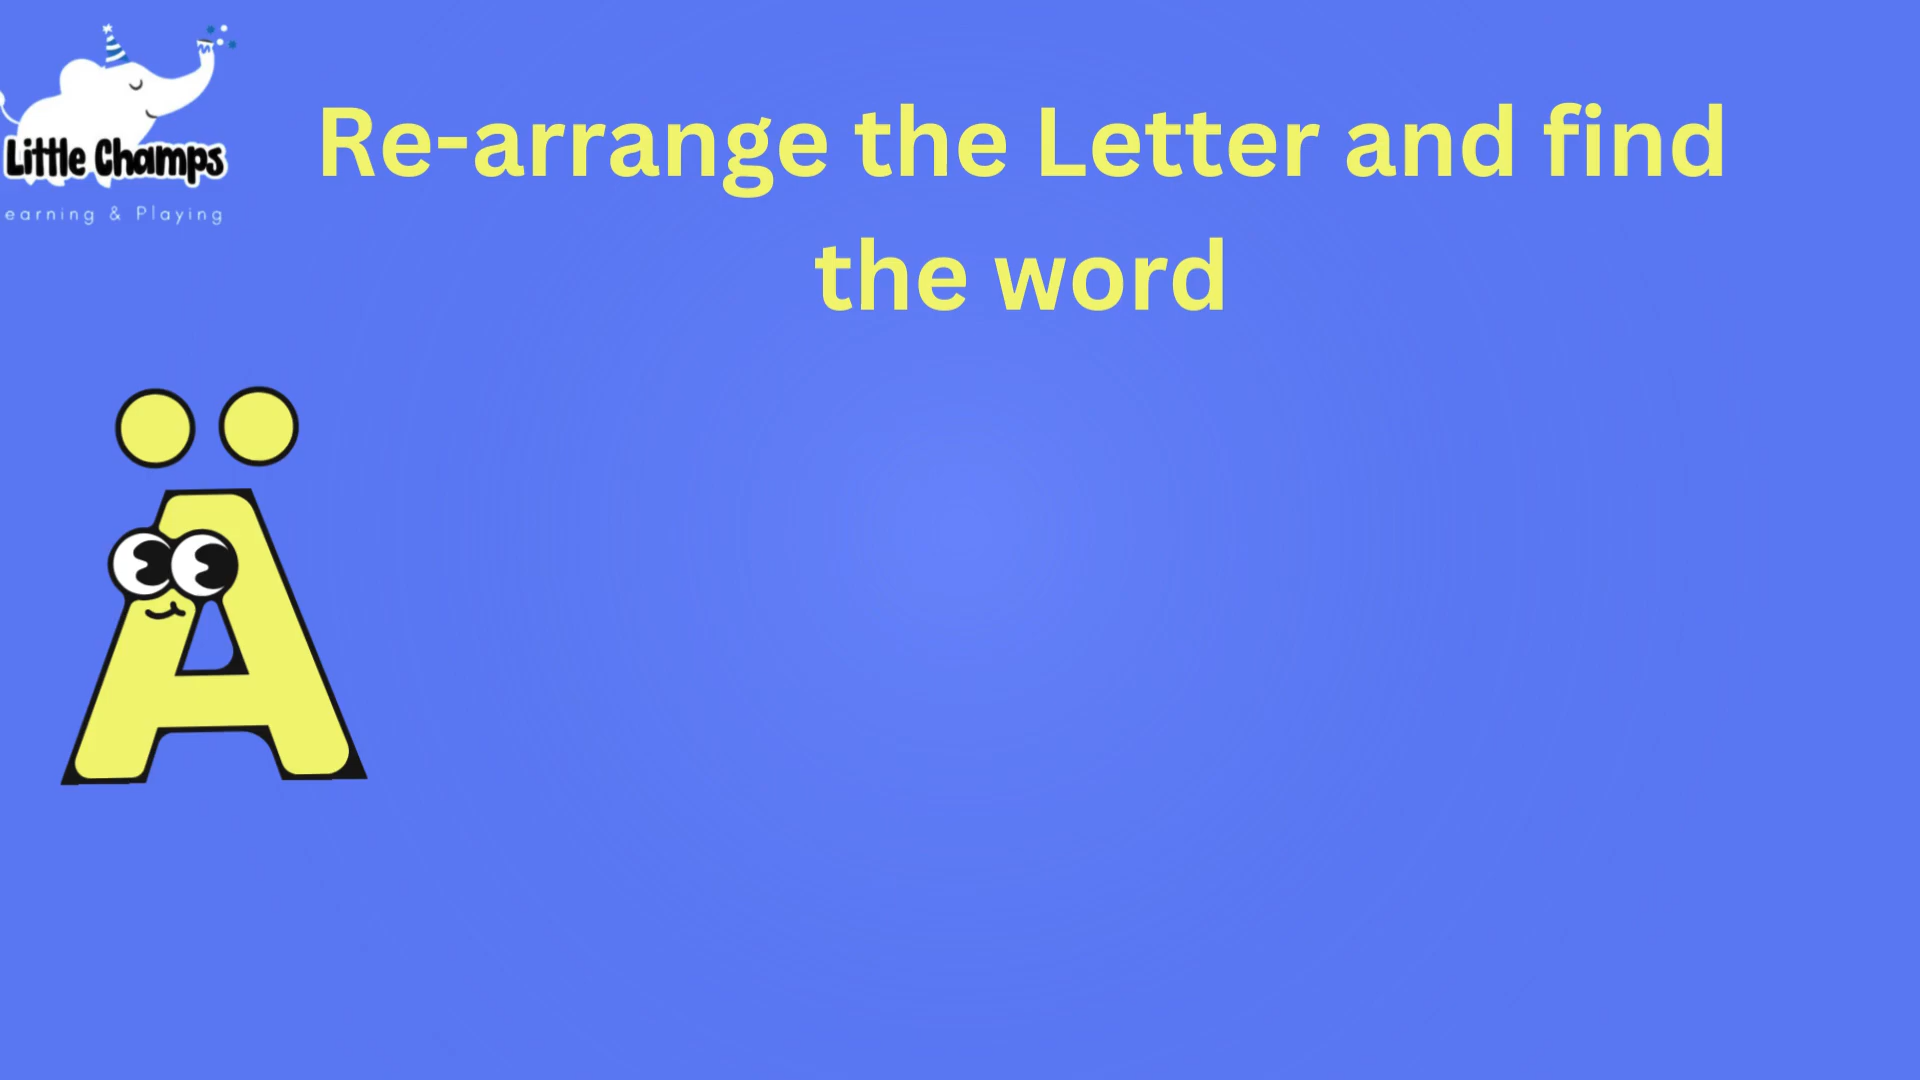 Little Champs
earning & Playing
Re-arrange the Letter and find
the word
Ä